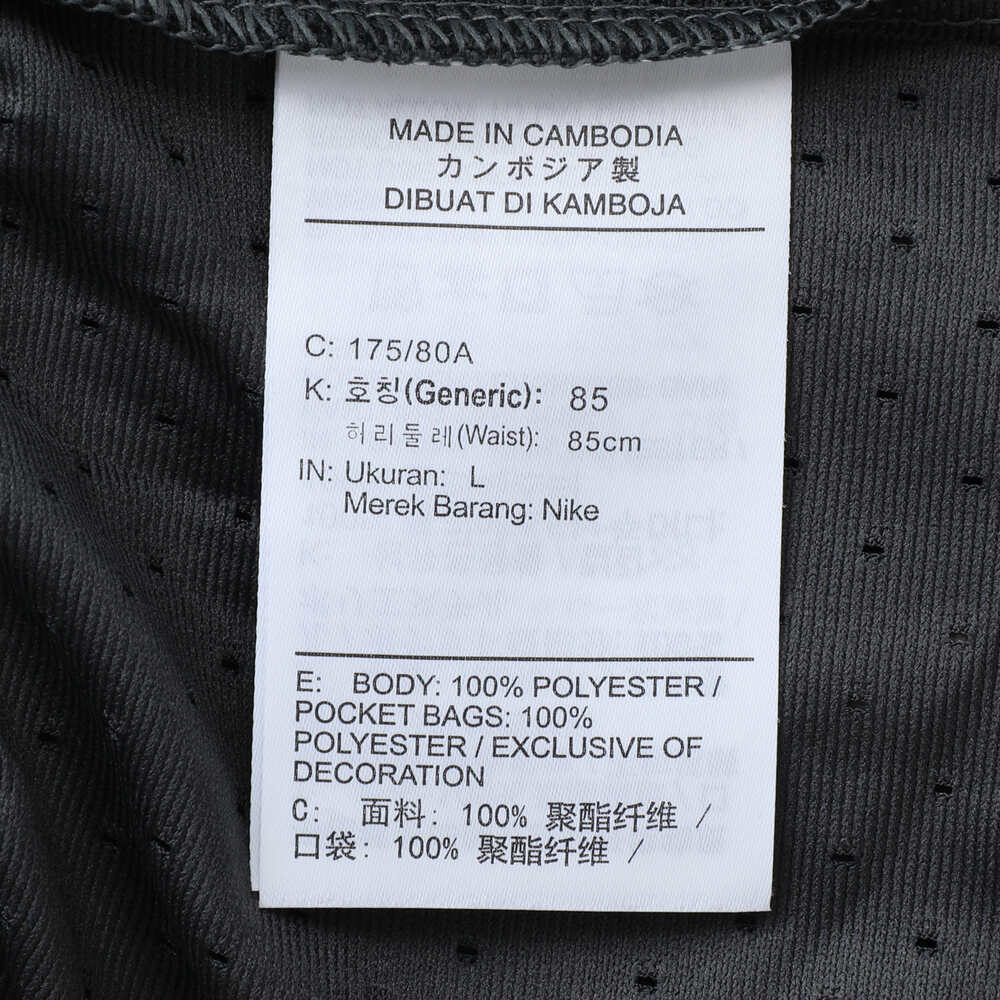 MADE IN CAMBODIA
カンボジア製
DIBUAT DI KAMBOJA
C: 175/80A
K: 호칭(Generic): 85
허리둘레(Waist): 85cm
IN: Ukuran: L
Merek Barang: Nike
E: BODY: 100% POLYESTER /
POCKET BAGS: 100%
POLYESTER / EXCLUSIVE OF
DECORATION
C: 面料: 100% 聚酯纤维 /
口袋: 100% 聚酯纤维 /